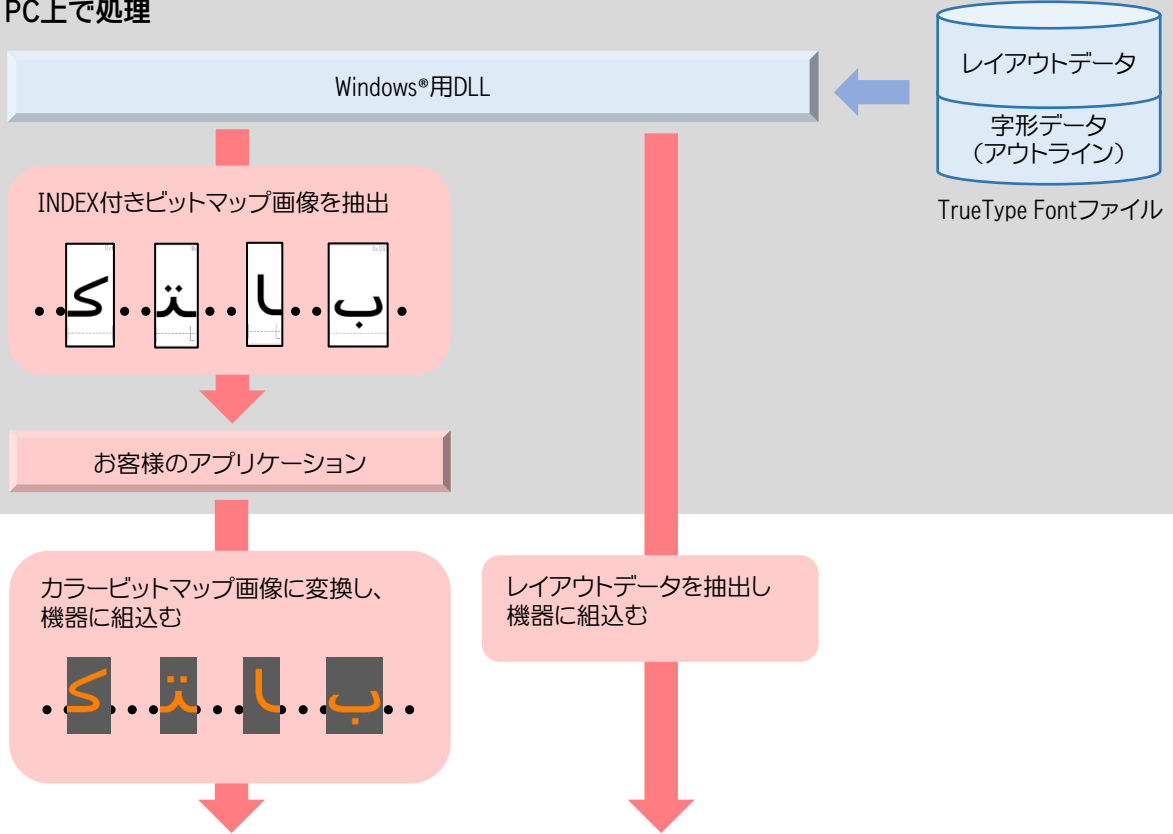 PC上で処理
レイアウトデータ
Windows®用DLL
字形データ
（アウトライン）
TrueType Fontファイル
INDEX付きビットマップ画像を抽出
ﻛ ﺘ ﺎ ﺏ
お客様のアプリケーション
カラービットマップ画像に変換し、
機器に組込む
レイアウトデータを抽出し
機器に組込む
ﻛ ﺘ ﺎ ﺏ